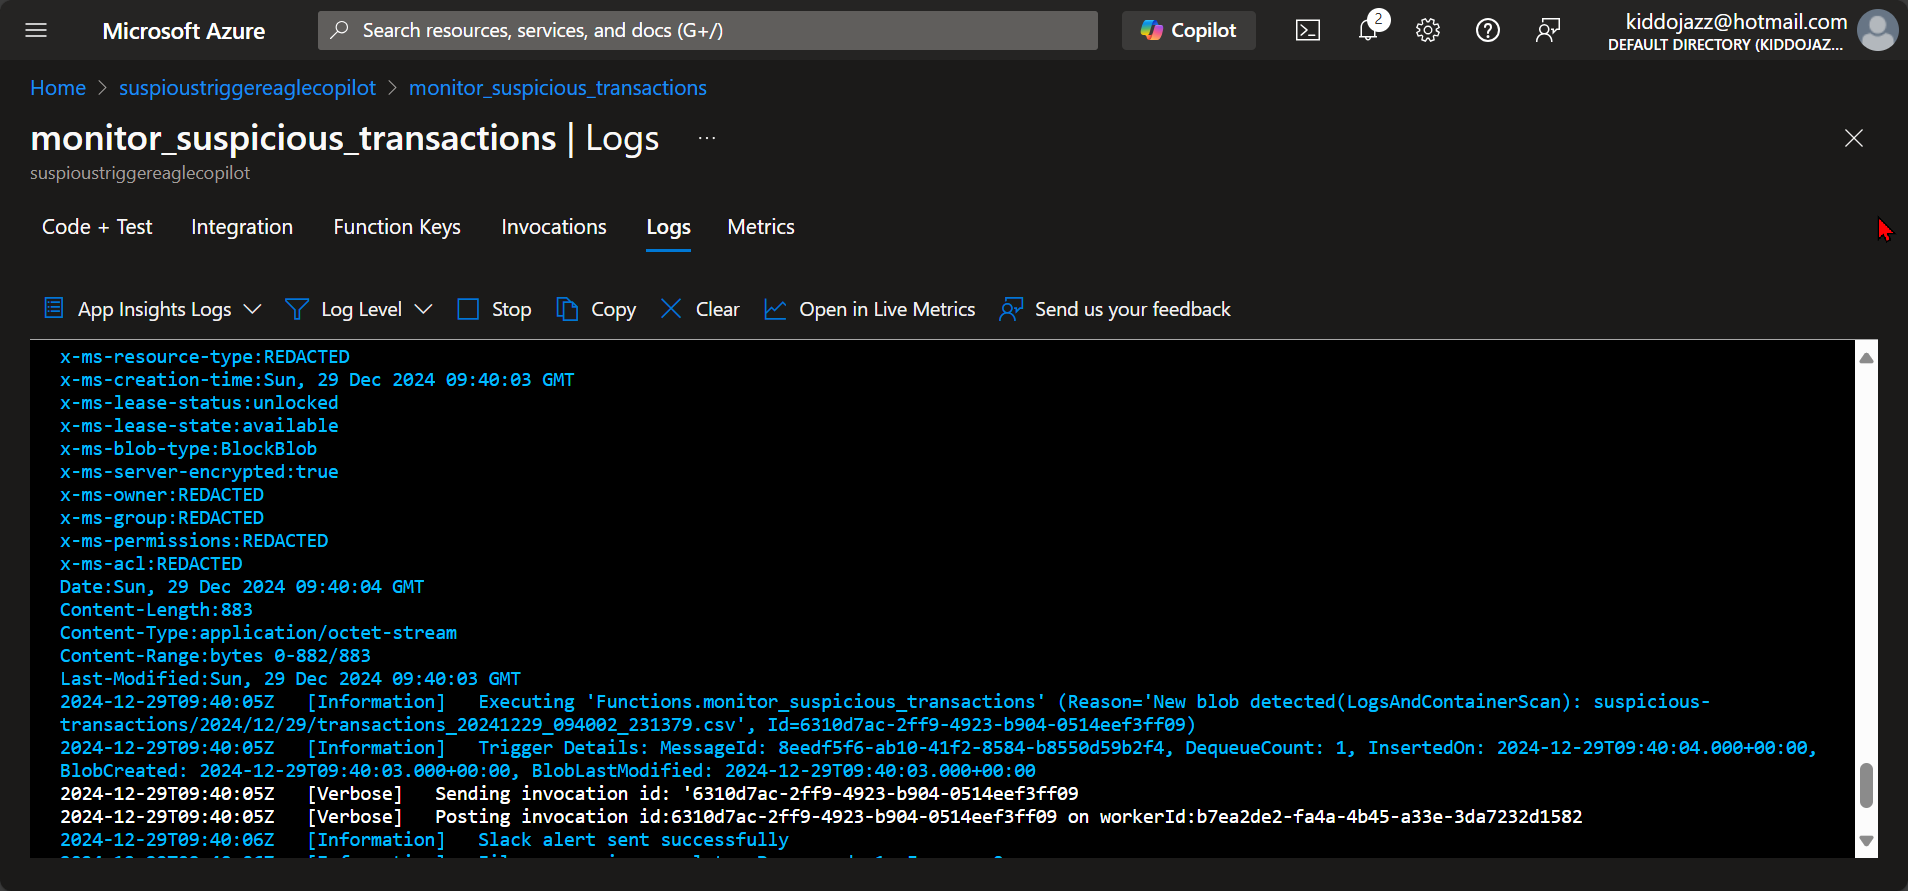 Microsoft Azure
Search resources, services, and docs (G+/)
Copilot
2
kiddojazz@hotmail.com
DEFAULT DIRECTORY (KIDDOJAZ...
Home > suspioustriggereaglecopilot > monitor_suspicious_transactions
monitor_suspicious_transactions | Logs ...
suspioustriggereaglecopilot
Code + Test Integration Function Keys Invocations Logs Metrics
App Insights Logs Log Level Stop Copy Clear Open in Live Metrics Send us your feedback
x-ms-resource-type:REDACTED
x-ms-creation-time:Sun, 29 Dec 2024 09:40:03 GMT
x-ms-lease-status:unlocked
x-ms-lease-state:available
x-ms-blob-type:BlockBlob
x-ms-server-encrypted:true
x-ms-owner:REDACTED
x-ms-group:REDACTED
x-ms-permissions:REDACTED
x-ms-acl:REDACTED
Date:Sun, 29 Dec 2024 09:40:04 GMT
Content-Length:883
Content-Type:application/octet-stream
Content-Range:bytes 0-882/883
Last-Modified:Sun, 29 Dec 2024 09:40:03 GMT
2024-12-29T09:40:05Z [Information] Executing 'Functions.monitor_suspicious_transactions' (Reason='New blob detected(LogsAndContainerScan): suspicious-
transactions/2024/12/29/transactions_20241229_094002_231379.csv', Id=6310d7ac-2ff9-4923-b904-0514eef3ff09)
2024-12-29T09:40:05Z [Information] Trigger Details: MessageId: 8eedf5f6-ab10-41f2-8584-b8550d59b2f4, DequeueCount: 1, InsertedOn: 2024-12-29T09:40:04.000+00:00,
BlobCreated: 2024-12-29T09:40:03.000+00:00, BlobLastModified: 2024-12-29T09:40:03.000+00:00
2024-12-29T09:40:05Z [Verbose] Sending invocation id: '6310d7ac-2ff9-4923-b904-0514eef3ff09
2024-12-29T09:40:05Z [Verbose] Posting invocation id:6310d7ac-2ff9-4923-b904-0514eef3ff09 on workerId:b7ea2de2-fa4a-4b45-a33e-3da7232d1582
2024-12-29T09:40:06Z [Information] Slack alert sent successfully